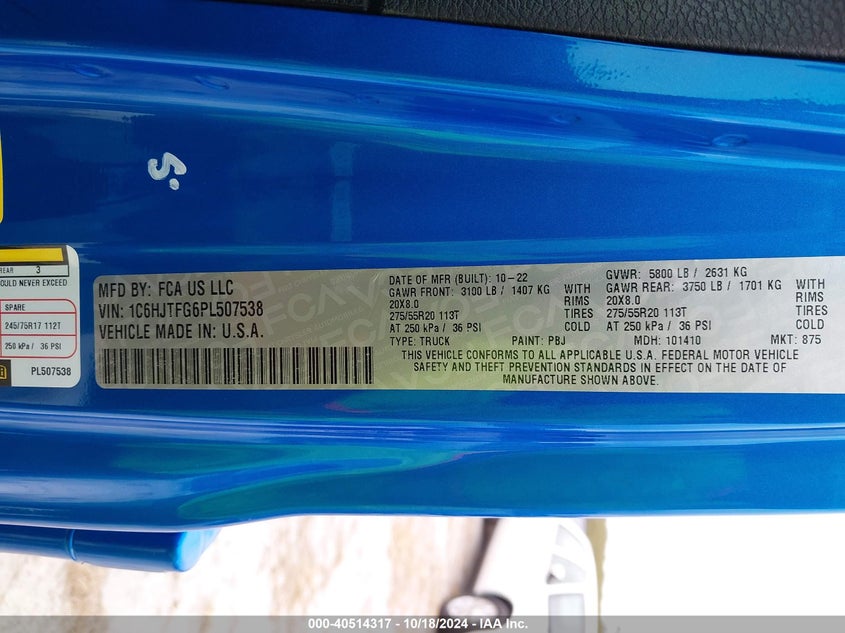 5.
REAR 3
OULD NEVER EXCEED
SPARE
245/75R17 112T
250 kPa / 36 PSI
PL507538
MFD BY: FCA US LLC
VIN: 1C6HJTFG6PL507538
VEHICLE MADE IN: U.S.A.
DATE OF MFR (BUILT): 10-22 GVWR: 5800 LB / 2631 KG
GAWR FRONT: 3100 LB / 1407 KG WITH GAWR REAR: 3750 LB / 1701 KG WITH
20X8.0 RIMS 20X8.0 RIMS
275/55R20 113T TIRES 275/55R20 113T TIRES
AT 250 kPa / 36 PSI COLD AT 250 kPa / 36 PSI COLD
TYPE: TRUCK PAINT: PBJ MDH: 101410 MKT: 875
THIS VEHICLE CONFORMS TO ALL APPLICABLE U.S.A. FEDERAL MOTOR VEHICLE
SAFETY AND THEFT PREVENTION STANDARDS IN EFFECT ON THE DATE OF
MANUFACTURE SHOWN ABOVE.
000-40514317 - 10/18/2024 - IAA Inc.